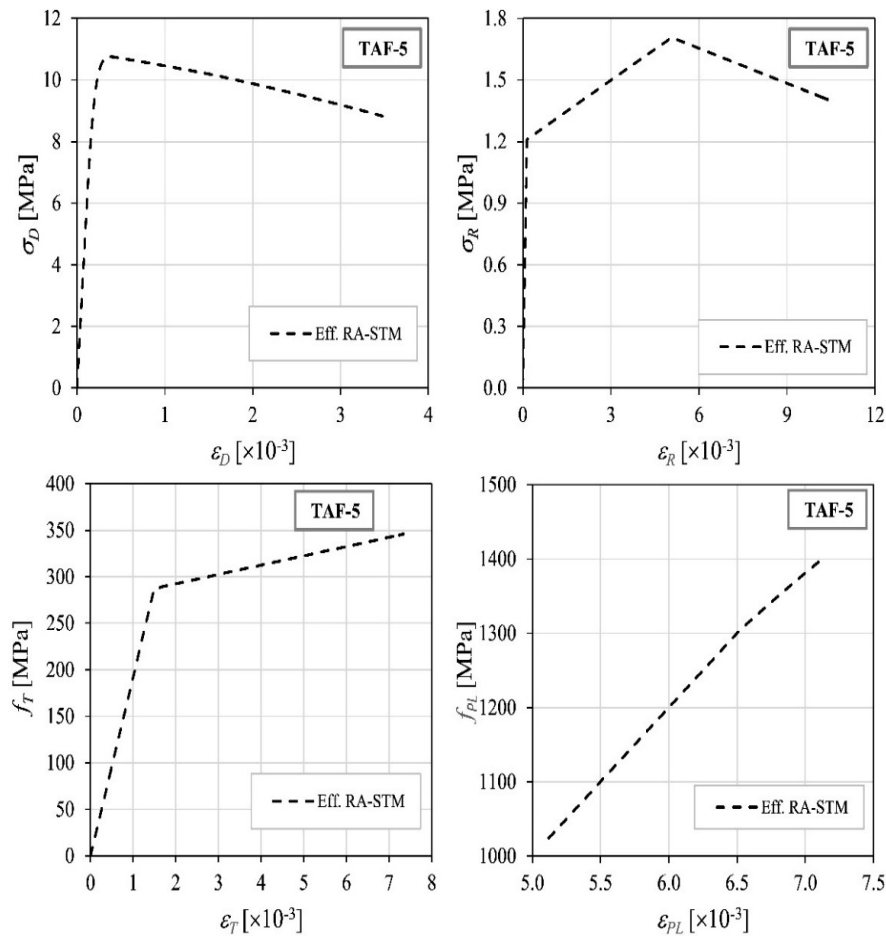 TAF-5
σD [MPa]
12
10
8
6
4
2
0
Eff. RA-STM
0 1 2 3 4
εD [×10-3]
TAF-5
σR [MPa]
1.8
1.5
1.2
0.9
0.6
0.3
0.0
Eff. RA-STM
0 3 6 9 12
εR [×10-3]
TAF-5
fT [MPa]
400
350
300
250
200
150
100
50
0
Eff. RA-STM
0 1 2 3 4 5 6 7 8
εT [×10-3]
TAF-5
fPL [MPa]
1500
1400
1300
1200
1100
1000
Eff. RA-STM
5.0 5.5 6.0 6.5 7.0 7.5
εPL [×10-3]